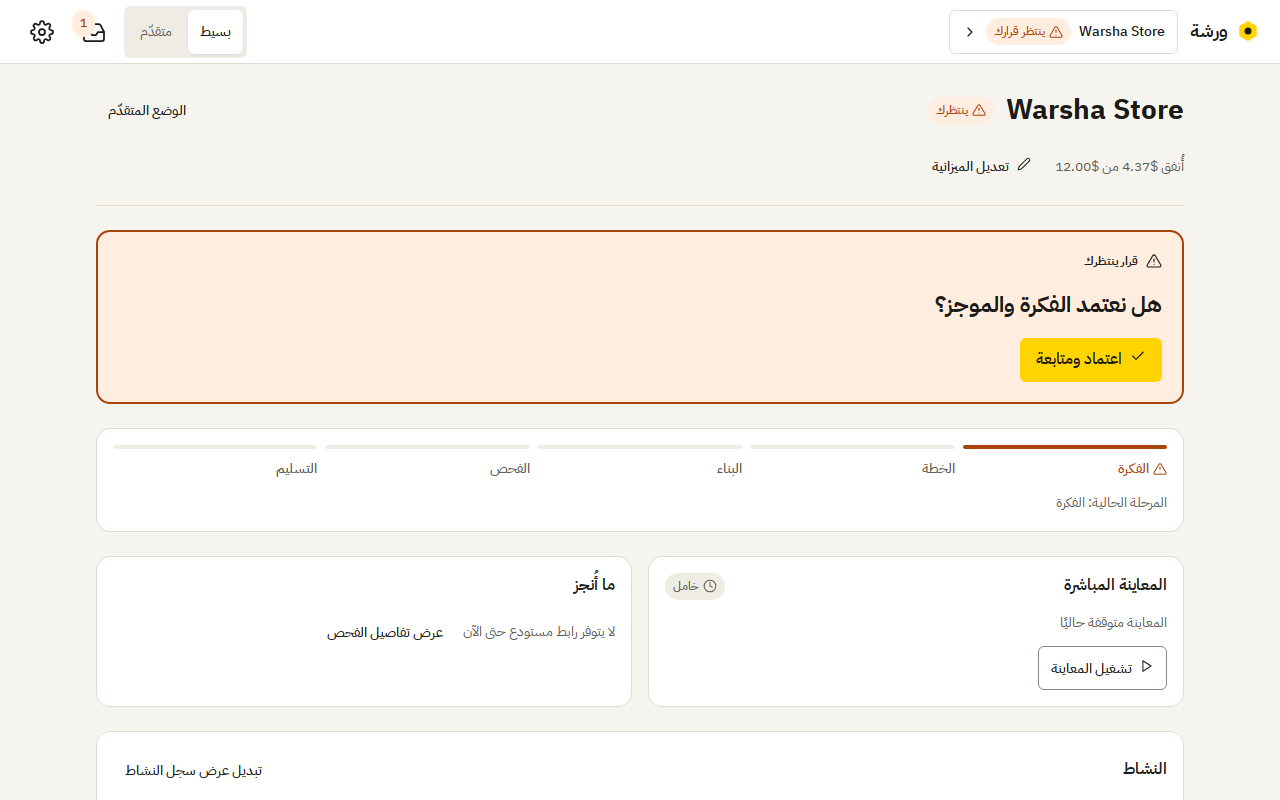 ورشة
Warsha Store
ينتظر قرارك
بسيط
متقدّم
1
Warsha Store
ينتظرك
الوضع المتقدّم
أُنفق $4.37 من $12.00
تعديل الميزانية
قرار ينتظرك
هل نعتمد الفكرة والموجز؟
اعتماد ومتابعة
الفكرة
الخطة
البناء
الفحص
التسليم
المرحلة الحالية: الفكرة
المعاينة المباشرة
خامل
المعاينة متوقفة حاليًا
تشغيل المعاينة
ما أُنجز
لا يتوفر رابط مستودع حتى الآن
عرض تفاصيل الفحص
النشاط
تبديل عرض سجل النشاط